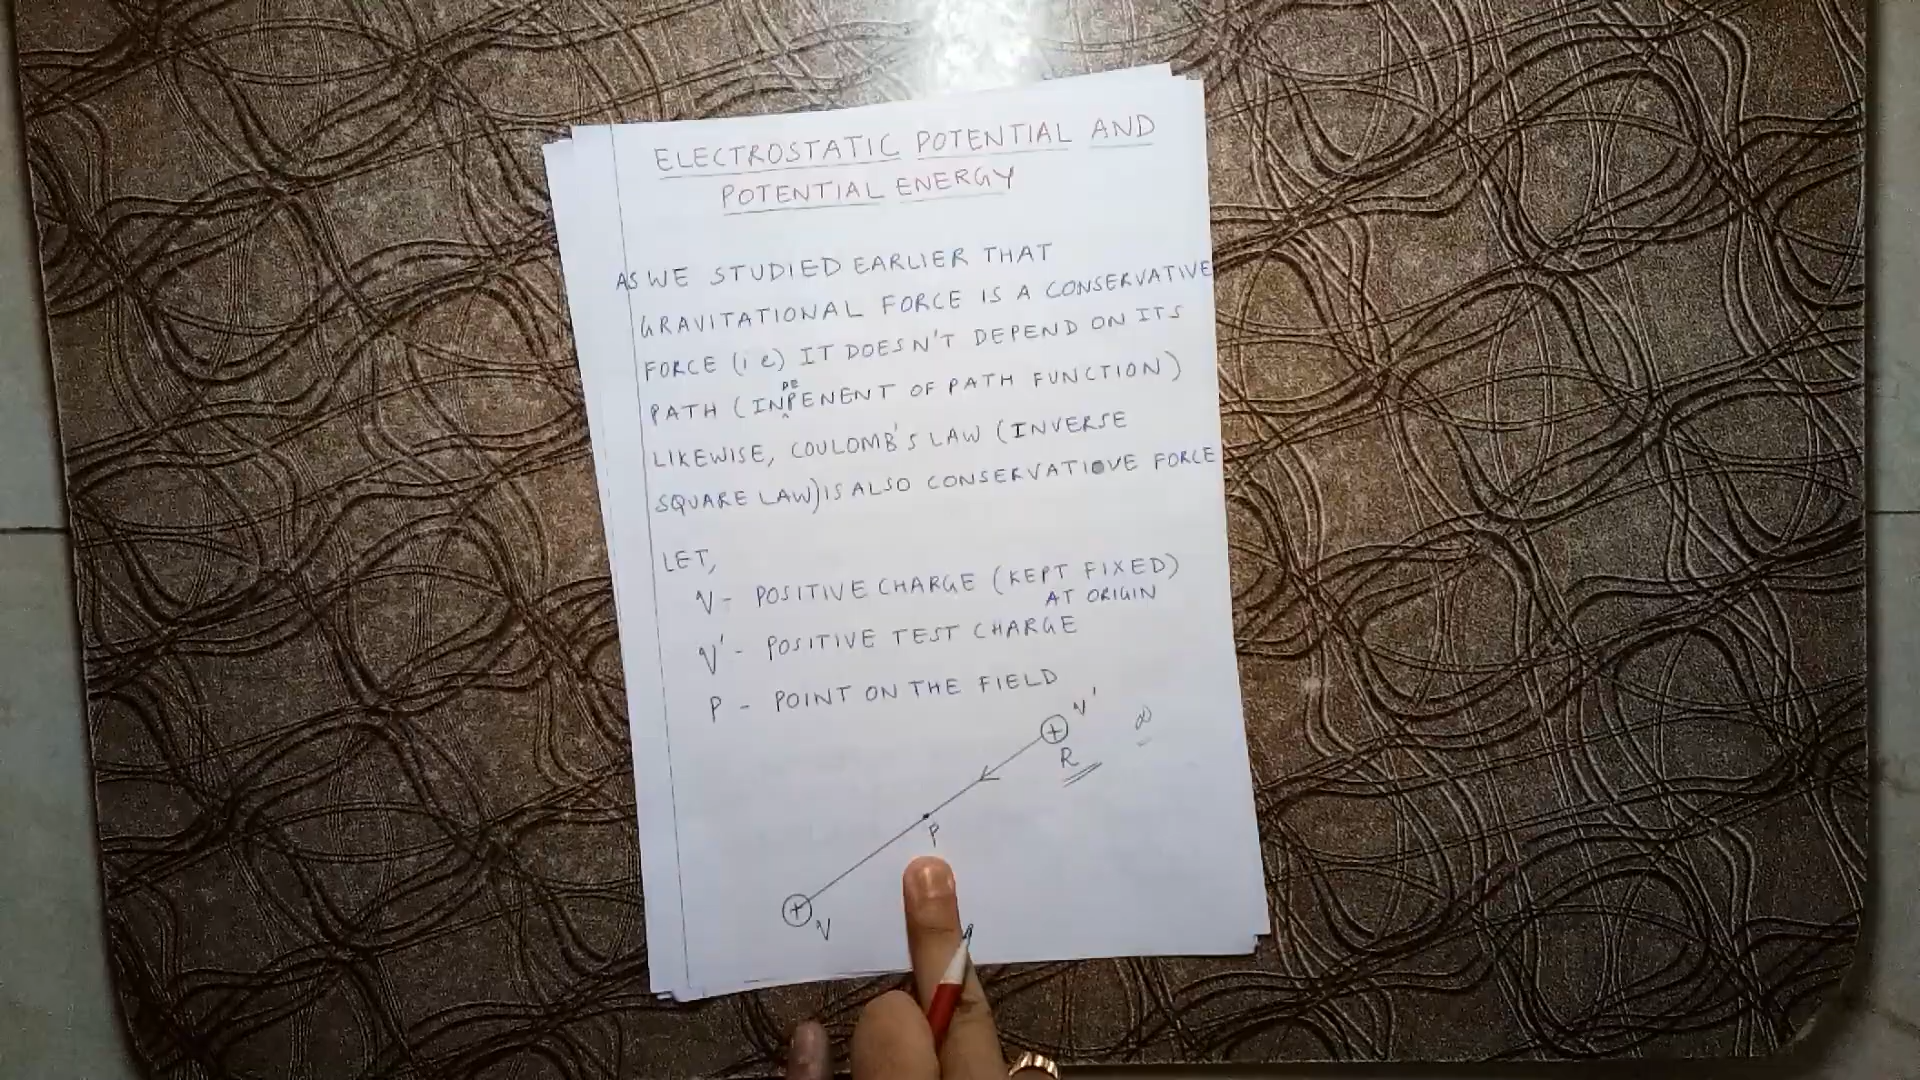 ELECTROSTATIC POTENTIAL AND
POTENTIAL ENERGY
AS WE STUDIED EARLIER THAT
GRAVITATIONAL FORCE IS A CONSERVATIVE
FORCE (i e) IT DOESN'T DEPEND ON ITS
PATH (INDEPENENT OF PATH FUNCTION)
LIKEWISE, COULOMB'S LAW (INVERSE
SQUARE LAW) IS ALSO CONSERVATIVE FORCE
LET,
V - POSITIVE CHARGE (KEPT FIXED)
AT ORIGIN
V' - POSITIVE TEST CHARGE
P - POINT ON THE FIELD
+ V' ∞
R
P
+ V